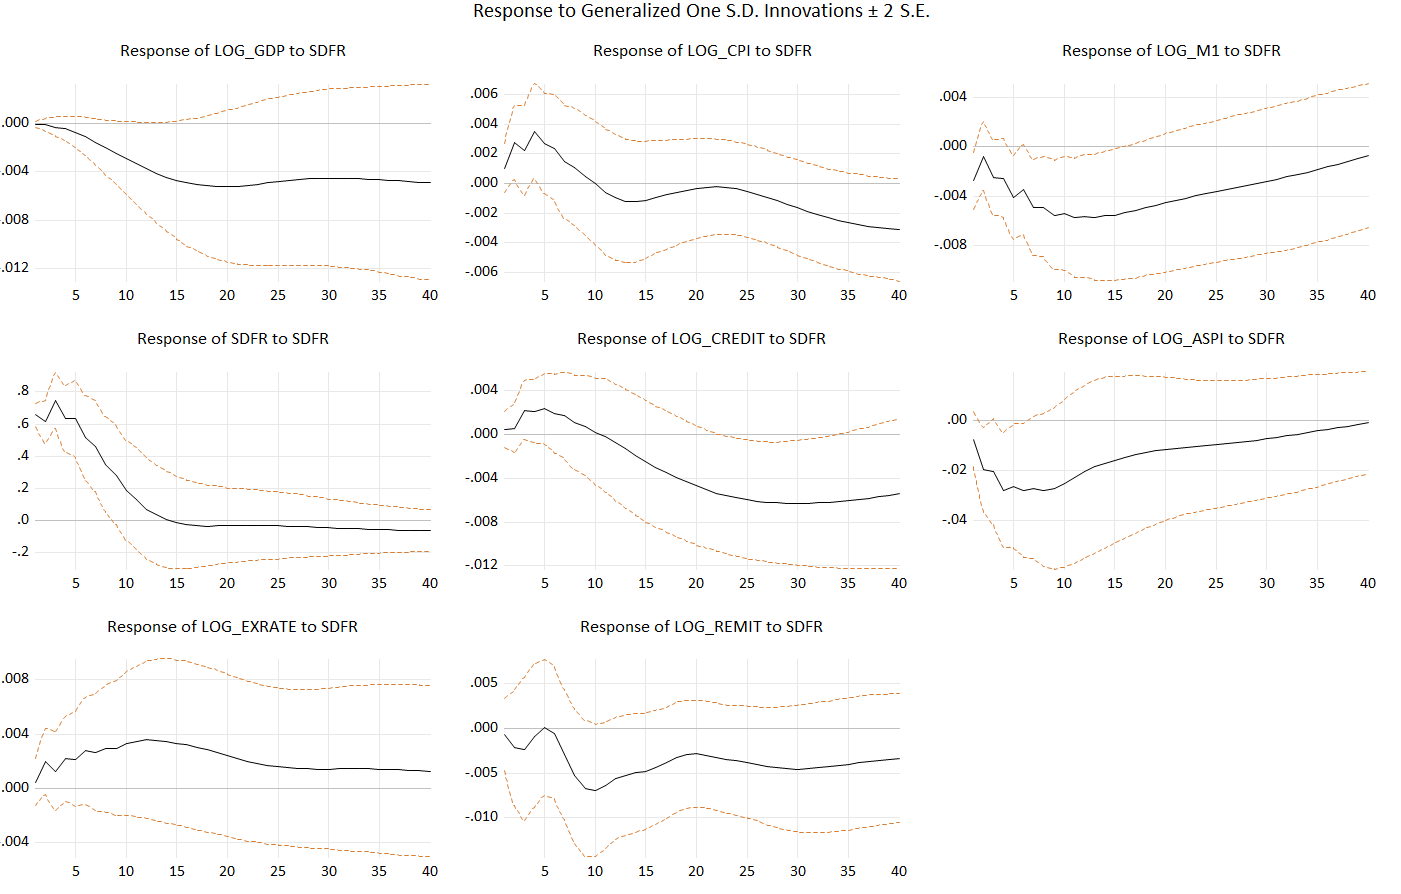 Response to Generalized One S.D. Innovations ± 2 S.E.
Response of LOG_GDP to SDFR
.000
.004
.008
.012
5 10 15 20 25 30 35 40
Response of LOG_CPI to SDFR
.006
.004
.002
.000
-.002
-.004
-.006
5 10 15 20 25 30 35 40
Response of LOG_M1 to SDFR
.004
.000
-.004
-.008
5 10 15 20 25 30 35 40
Response of SDFR to SDFR
.8
.6
.4
.2
.0
-.2
5 10 15 20 25 30 35 40
Response of LOG_CREDIT to SDFR
.004
.000
-.004
-.008
-.012
5 10 15 20 25 30 35 40
Response of LOG_ASPI to SDFR
.00
-.02
-.04
5 10 15 20 25 30 35 40
Response of LOG_EXRATE to SDFR
.008
.004
.000
.004
5 10 15 20 25 30 35 40
Response of LOG_REMIT to SDFR
.005
.000
-.005
-.010
5 10 15 20 25 30 35 40